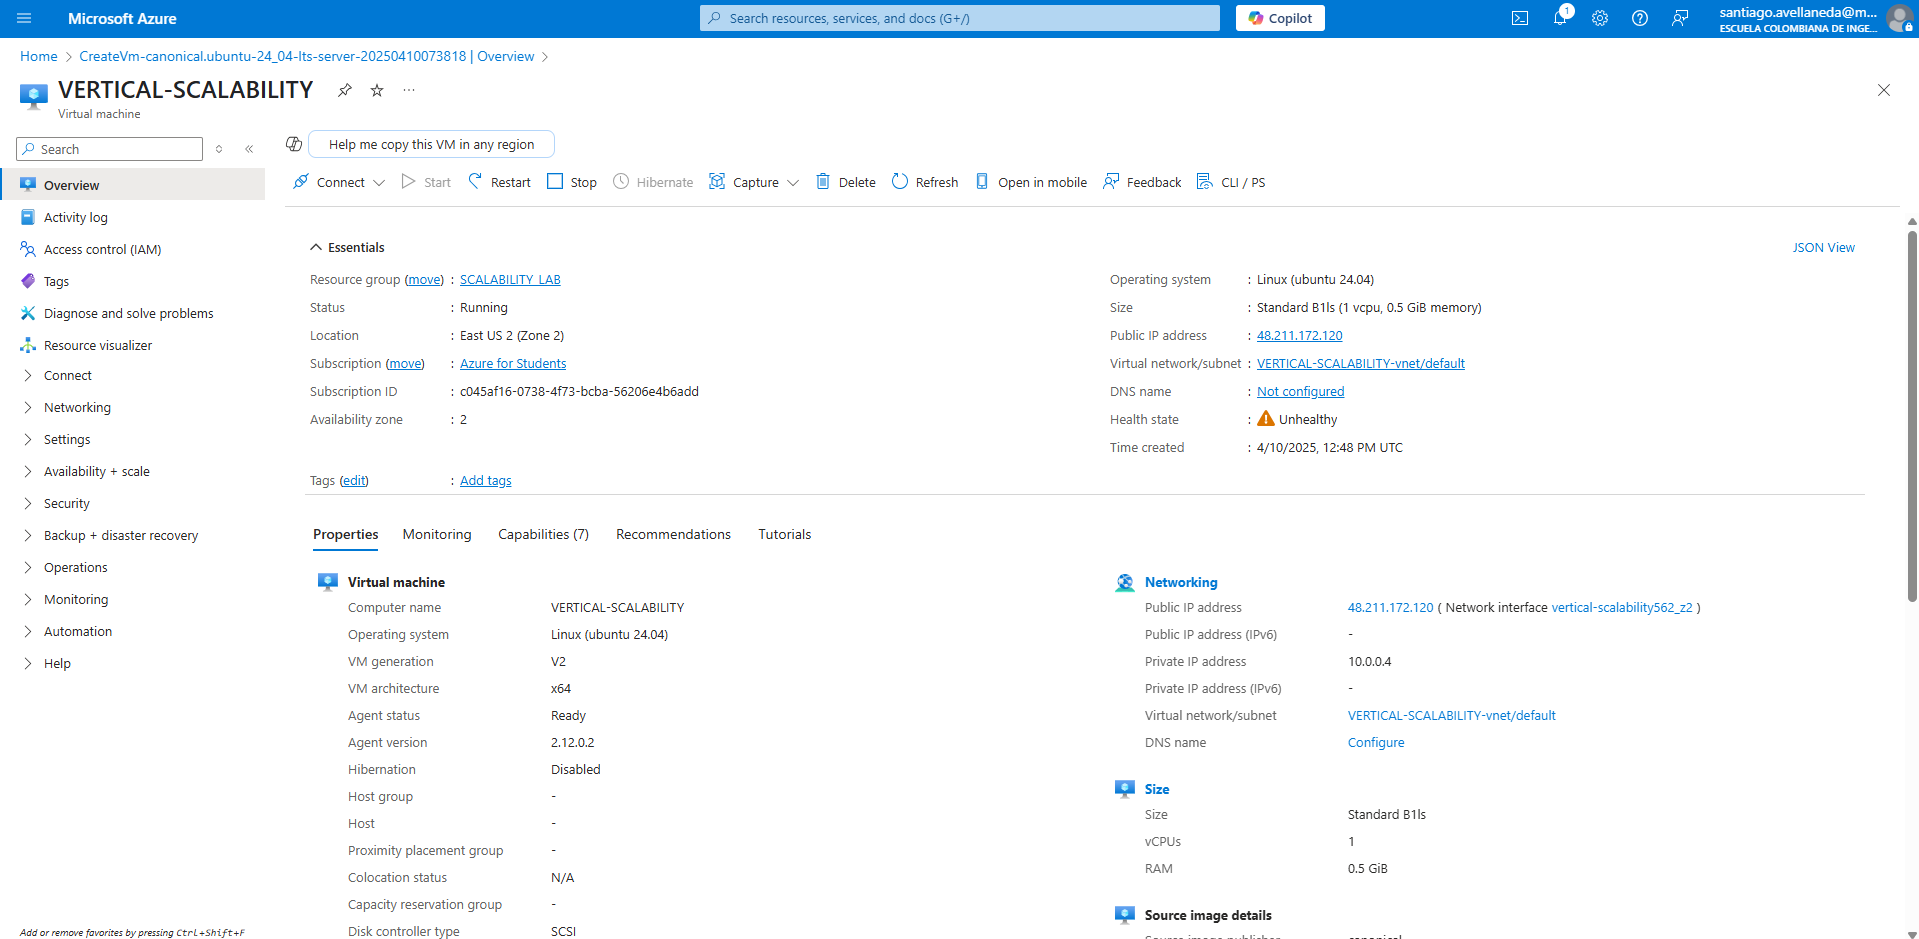 Microsoft Azure
Search resources, services, and docs (G+/)
Copilot
1
santiago.avellaneda@m...
ESCUELA COLOMBIANA DE INGE...
Home > CreateVm-canonical.ubuntu-24_04-lts-server-20250410073818 | Overview >
VERTICAL-SCALABILITY
Virtual machine
Search
Help me copy this VM in any region
Connect Start Restart Stop Hibernate Capture Delete Refresh Open in mobile Feedback CLI / PS
Overview
Activity log
Access control (IAM)
Tags
Diagnose and solve problems
Resource visualizer
Connect
Networking
Settings
Availability + scale
Security
Backup + disaster recovery
Operations
Monitoring
Automation
Help
Add or remove favorites by pressing Ctrl+Shift+F
Essentials
JSON View
Resource group (move) : SCALABILITY_LAB
Status : Running
Location : East US 2 (Zone 2)
Subscription (move) : Azure for Students
Subscription ID : c045af16-0738-4f73-bcba-56206e4b6add
Availability zone : 2
Operating system : Linux (ubuntu 24.04)
Size : Standard B1ls (1 vcpu, 0.5 GiB memory)
Public IP address : 48.211.172.120
Virtual network/subnet : VERTICAL-SCALABILITY-vnet/default
DNS name : Not configured
Health state : Unhealthy
Time created : 4/10/2025, 12:48 PM UTC
Tags (edit) : Add tags
Properties Monitoring Capabilities (7) Recommendations Tutorials
Virtual machine
Computer name VERTICAL-SCALABILITY
Operating system Linux (ubuntu 24.04)
VM generation V2
VM architecture x64
Agent status Ready
Agent version 2.12.0.2
Hibernation Disabled
Host group -
Host -
Proximity placement group -
Colocation status N/A
Capacity reservation group -
Disk controller type SCSI
Networking
Public IP address 48.211.172.120 ( Network interface vertical-scalability562_z2 )
Public IP address (IPv6) -
Private IP address 10.0.0.4
Private IP address (IPv6) -
Virtual network/subnet VERTICAL-SCALABILITY-vnet/default
DNS name Configure
Size
Size Standard B1ls
vCPUs 1
RAM 0.5 GiB
Source image details
Source image publisher canonical